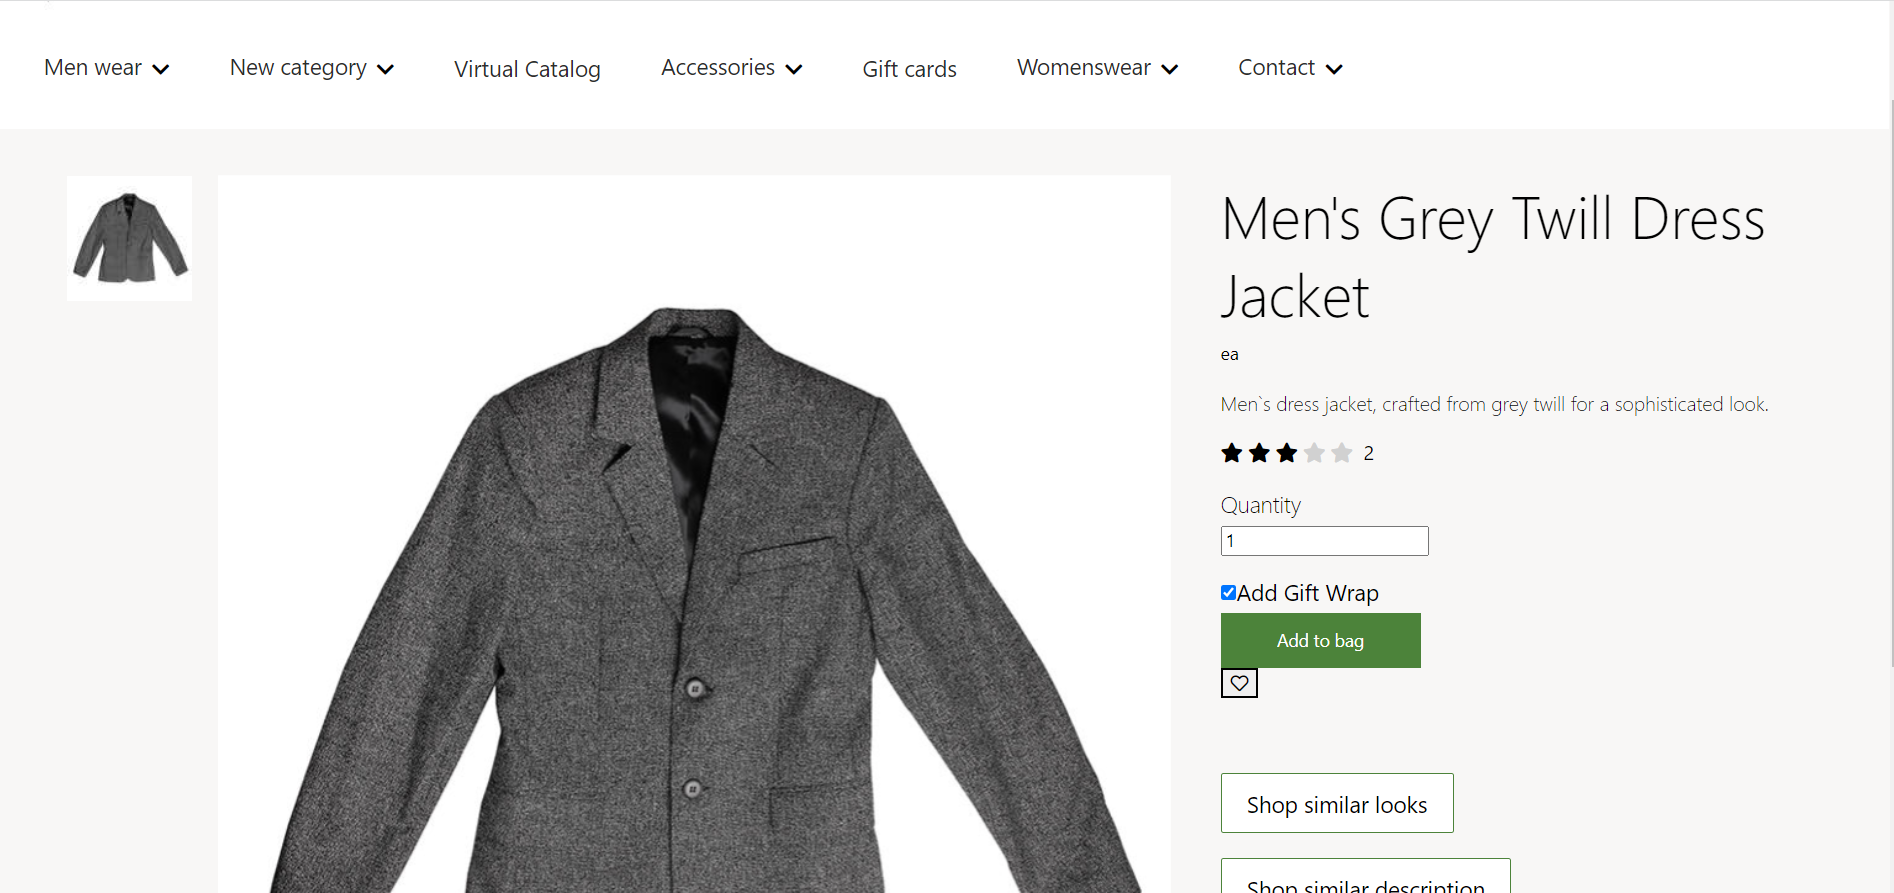 Men wear
New category
Virtual Catalog
Accessories
Gift cards
Womenswear
Contact
Men's Grey Twill Dress
Jacket
ea
Men`s dress jacket, crafted from grey twill for a sophisticated look.
2
Quantity
1
Add Gift Wrap
Add to bag
Shop similar looks
Shop similar description